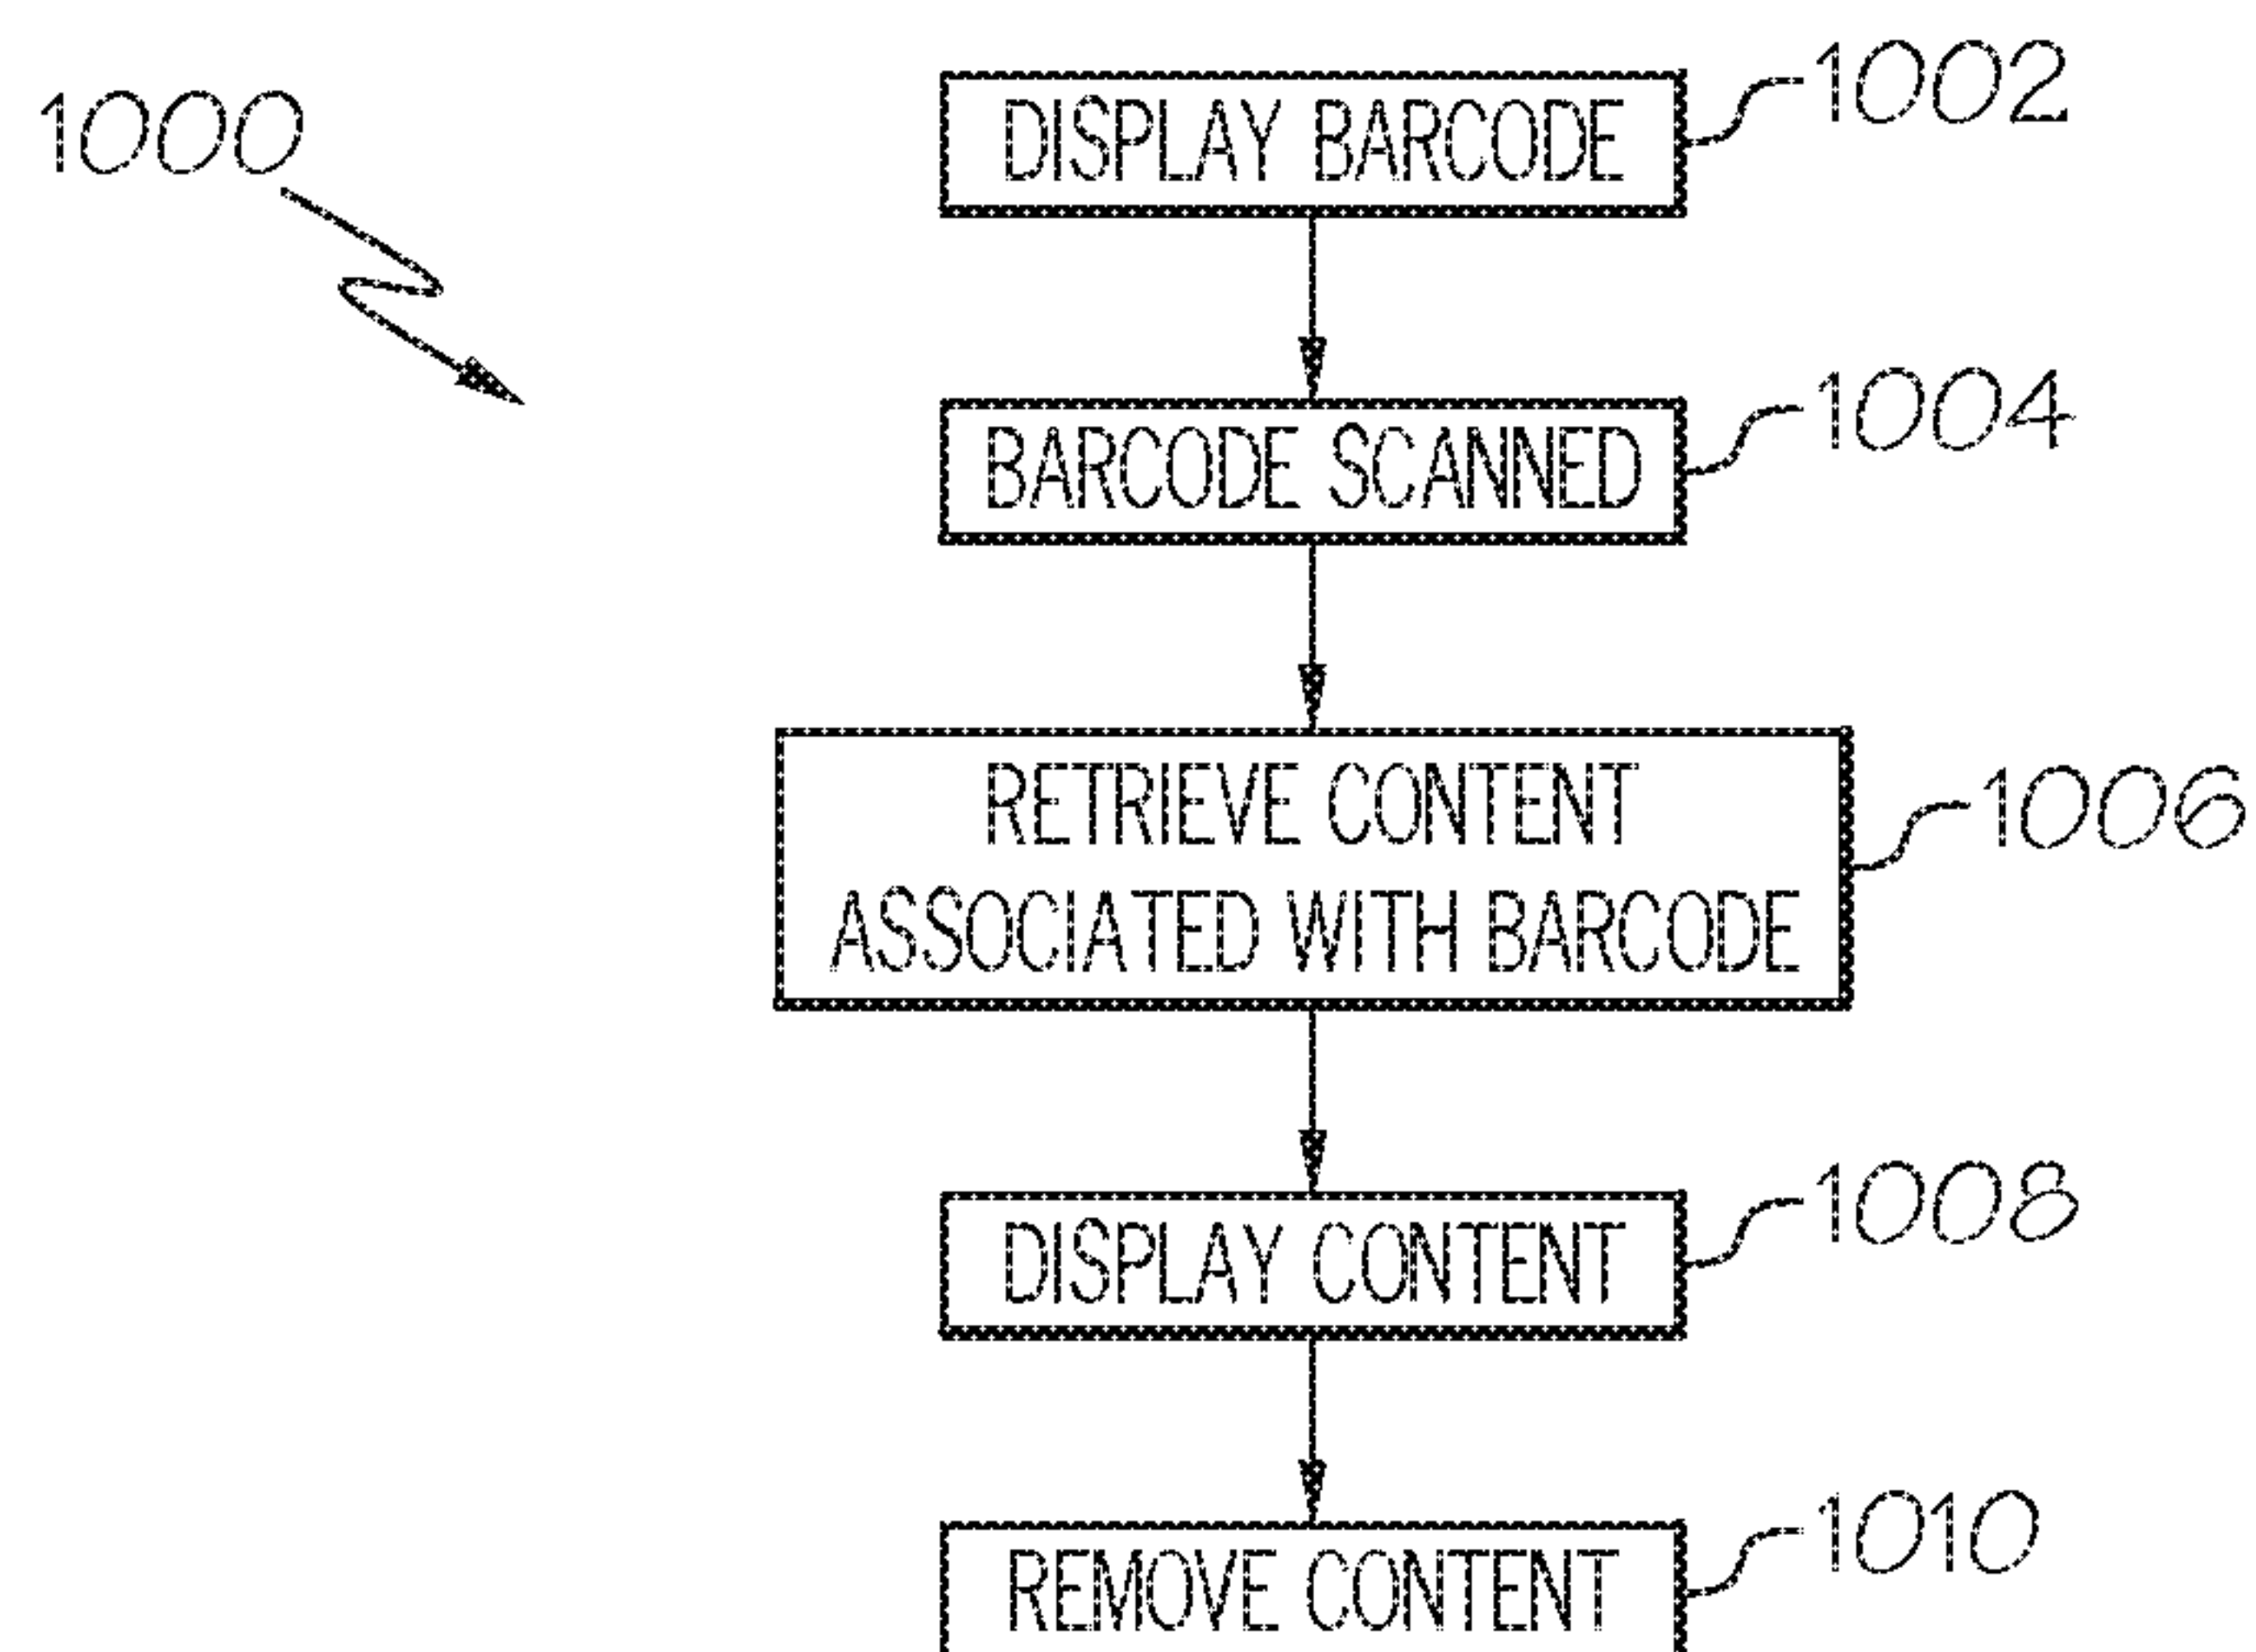 1000
DISPLAY BARCODE
1002
BARCODE SCANNED
1004
RETRIEVE CONTENT
ASSOCIATED WITH BARCODE
1006
DISPLAY CONTENT
1008
REMOVE CONTENT
1010